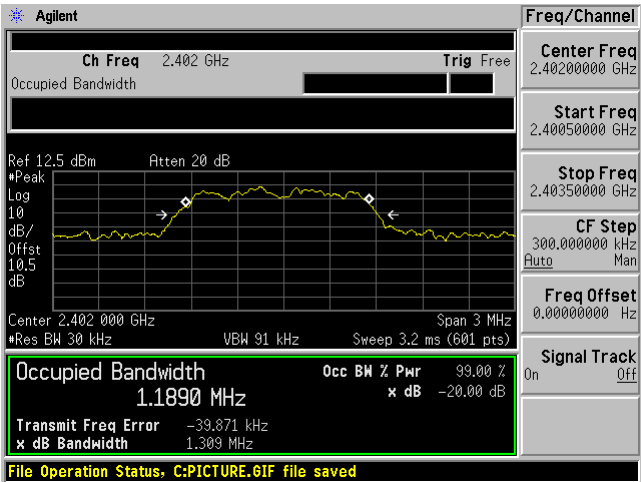 Agilent
Freq/Channel
Ch Freq 2.402 GHz Trig Free
Occupied Bandwidth
Center Freq
2.40200000 GHz
Start Freq
2.40050000 GHz
Stop Freq
2.40350000 GHz
CF Step
300.000000 kHz
Auto Man
Freq Offset
0.00000000 Hz
Signal Track
On Off
Ref 12.5 dBm Atten 20 dB
#Peak
Log
10
dB/
Offst
10.5
dB
Center 2.402 000 GHz Span 3 MHz
#Res BW 30 kHz VBW 91 kHz Sweep 3.2 ms (601 pts)
Occupied Bandwidth Occ BW % Pwr 99.00 %
1.1890 MHz x dB -20.00 dB
Transmit Freq Error -39.871 kHz
x dB Bandwidth 1.309 MHz
File Operation Status, C:PICTURE.GIF file saved